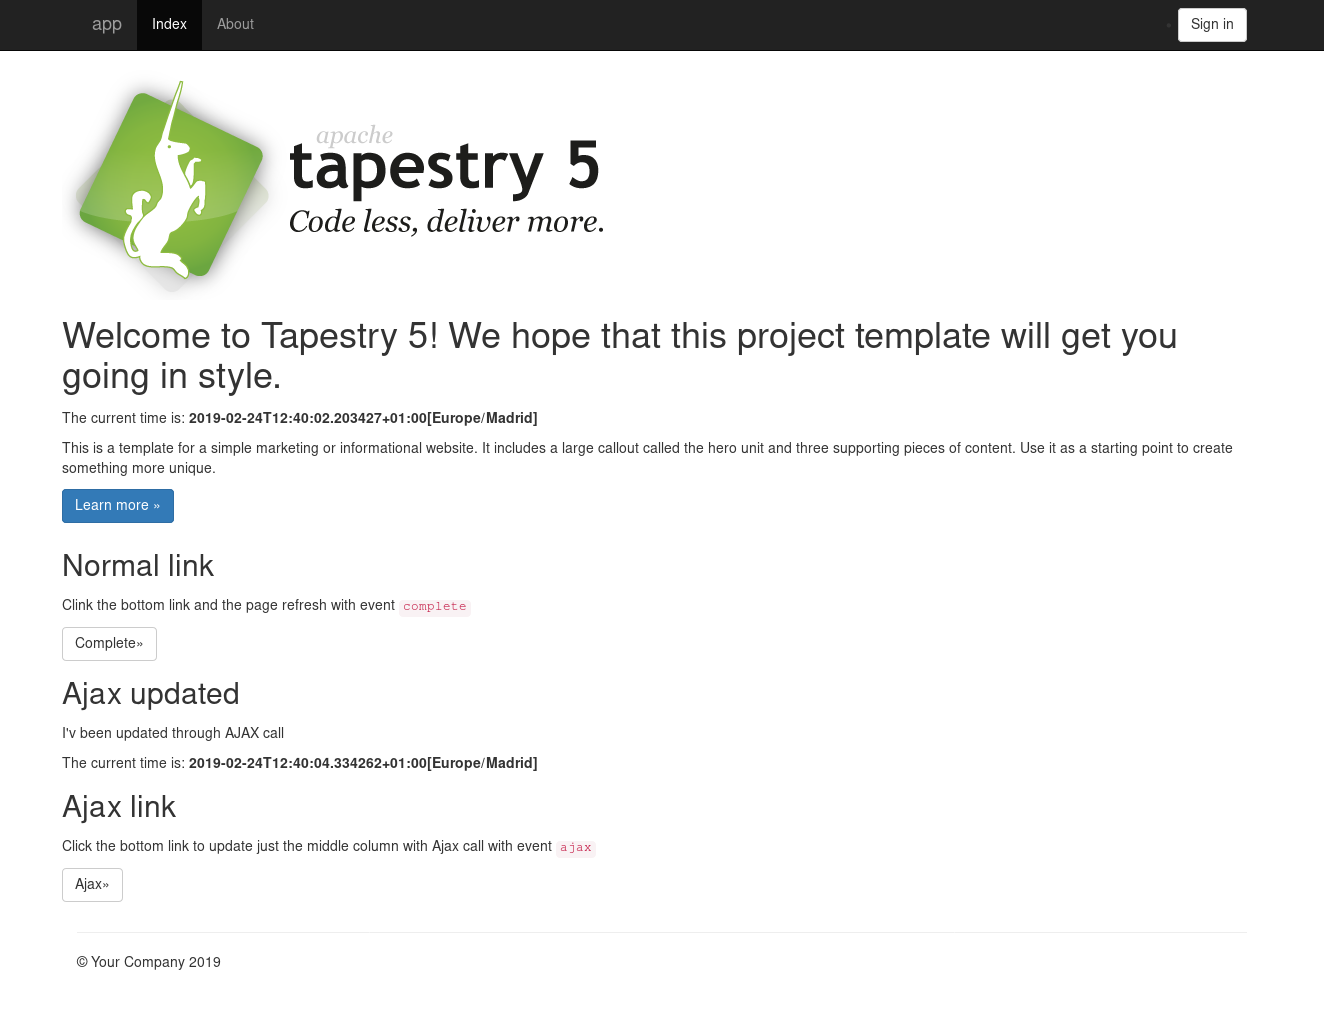 app Index About Sign in
apache
tapestry 5
Code less, deliver more.
Welcome to Tapestry 5! We hope that this project template will get you
going in style.
The current time is: 2019-02-24T12:40:02.203427+01:00[Europe/Madrid]
This is a template for a simple marketing or informational website. It includes a large callout called the hero unit and three supporting pieces of content. Use it as a starting point to create
something more unique.
Learn more »
Normal link
Clink the bottom link and the page refresh with event complete
Complete»
Ajax updated
I'v been updated through AJAX call
The current time is: 2019-02-24T12:40:04.334262+01:00[Europe/Madrid]
Ajax link
Click the bottom link to update just the middle column with Ajax call with event ajax
Ajax»
© Your Company 2019